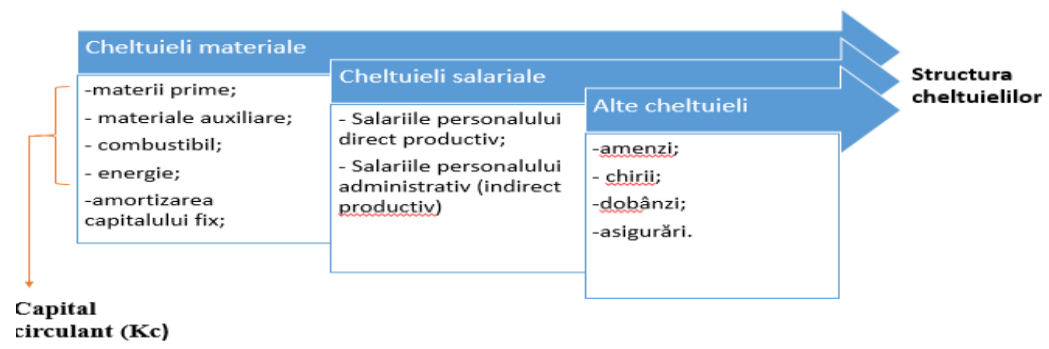 Cheltuieli materiale
-materii prime;
- materiale auxiliare;
- combustibil;
- energie;
-amortizarea
capitalului fix;
Cheltuieli salariale
- Salariile personalului
direct productiv;
- Salariile personalului
administrativ (indirect
productiv)
Alte cheltuieli
-amenzi;
- chirii;
-dobânzi;
-asigurări.
Structura
cheltuielilor
Capital
circulant (Kc)